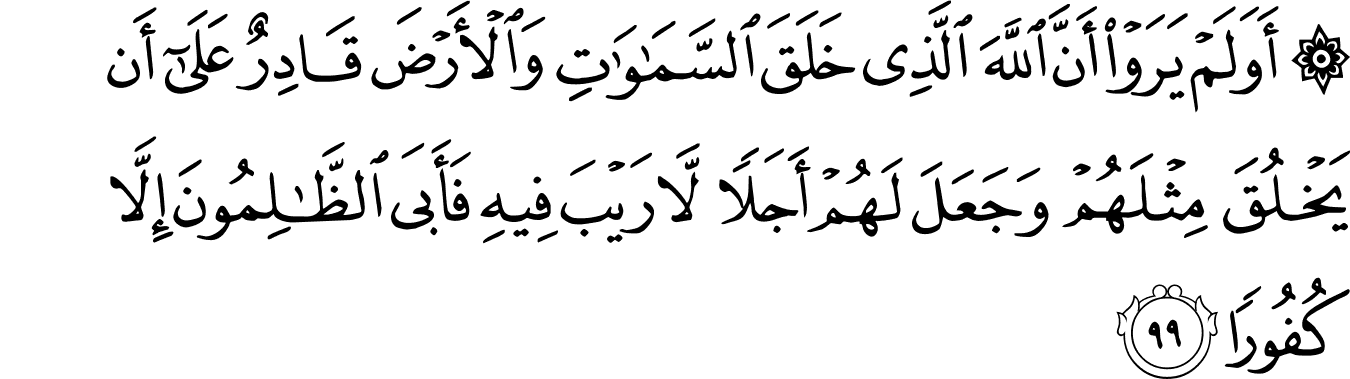 ۞ أَوَلَمْ يَرَوْا۟ أَنَّ ٱللَّهَ ٱلَّذِى خَلَقَ ٱلسَّمَـٰوَٰتِ وَٱلْأَرْضَ قَادِرٌ عَلَىٰٓ أَن
يَخْلُقَ مِثْلَهُمْ وَجَعَلَ لَهُمْ أَجَلًا لَّا رَيْبَ فِيهِ فَأَبَى ٱلظَّـٰلِمُونَ إِلَّا
كُفُورًا ٩٩